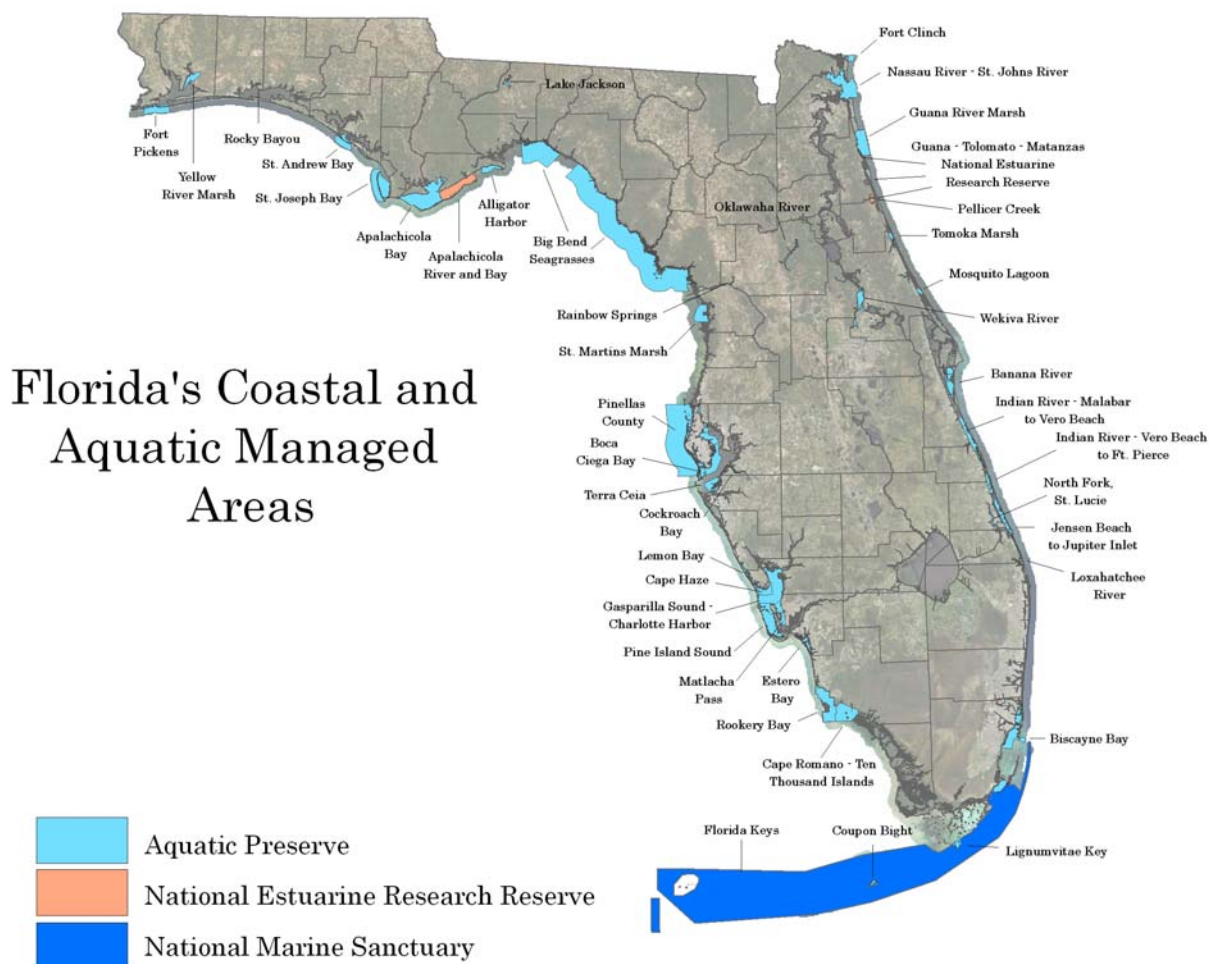 Fort Clinch
Nassau River - St. Johns River
Lake Jackson
Guana River Marsh
Fort
Pickens
Rocky Bayou
Guana - Tolomato - Matanzas
National Estuarine
Research Reserve
St. Andrew Bay
Yellow
River Marsh
St. Joseph Bay
Alligator
Harbor
Oklawaha River
Pellicer Creek
Tomoka Marsh
Apalachicola
Bay
Apalachicola
River and Bay
Big Bend
Seagrasses
Mosquito Lagoon
Rainbow Springs
Wekiva River
St. Martins Marsh
Florida's Coastal and
Aquatic Managed
Areas
Banana River
Pinellas
County
Indian River - Malabar
to Vero Beach
Boca
Ciega Bay
Indian River - Vero Beach
to Ft. Pierce
Terra Ceia
North Fork,
St. Lucie
Cockroach
Bay
Jensen Beach
to Jupiter Inlet
Lemon Bay
Cape Haze
Loxahatchee
River
Gasparilla Sound -
Charlotte Harbor
Pine Island Sound
Matlacha
Pass
Estero
Bay
Rookery Bay
Biscayne Bay
Cape Romano - Ten
Thousand Islands
Florida Keys
Coupon Bight
Lignumvitae Key
Aquatic Preserve
National Estuarine Research Reserve
National Marine Sanctuary